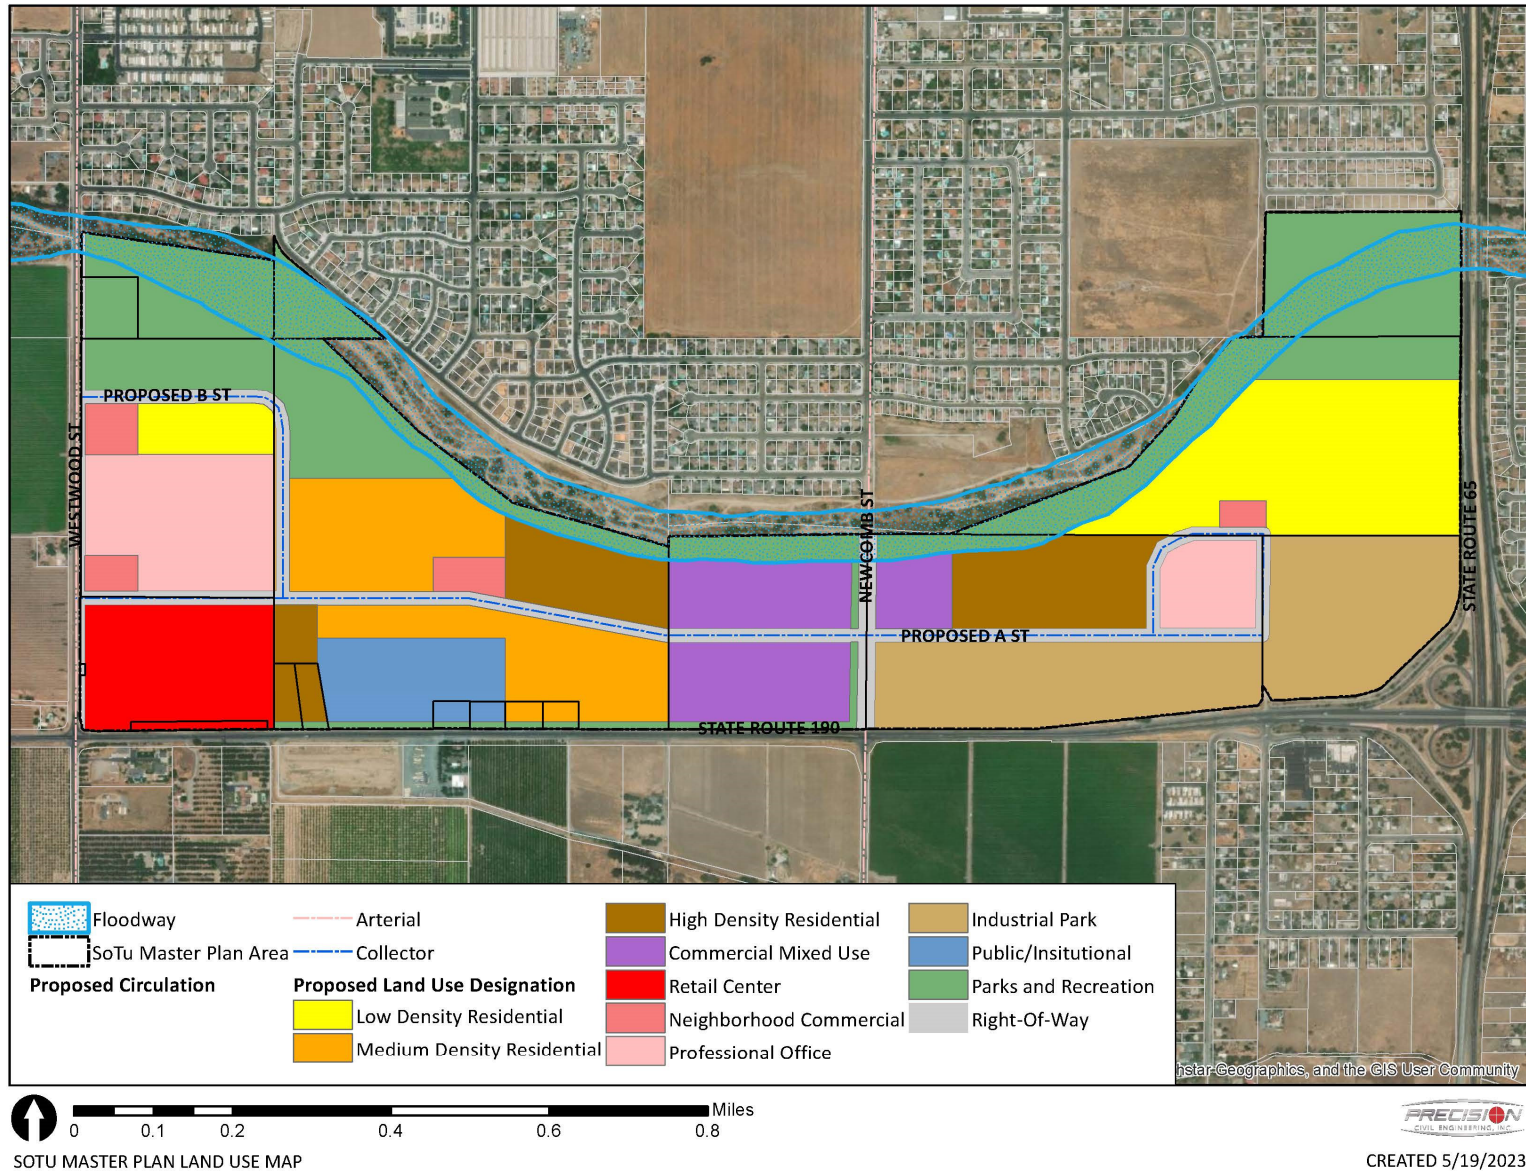 PROPOSED B ST
WESTWOOD ST
NEWCOMB ST
STATE ROUTE 65
PROPOSED A ST
STATE ROUTE 190
Floodway
SoTu Master Plan Area
Proposed Circulation
Arterial
Collector
Proposed Land Use Designation
Low Density Residential
Medium Density Residential
High Density Residential
Commercial Mixed Use
Retail Center
Neighborhood Commercial
Professional Office
Industrial Park
Public/Insitutional
Parks and Recreation
Right-Of-Way
hstar Geographics, and the GIS User Community
0 0.1 0.2 0.4 0.6 0.8 Miles
PRECISION
CIVIL ENGINEERING, INC.
SOTU MASTER PLAN LAND USE MAP
CREATED 5/19/2023